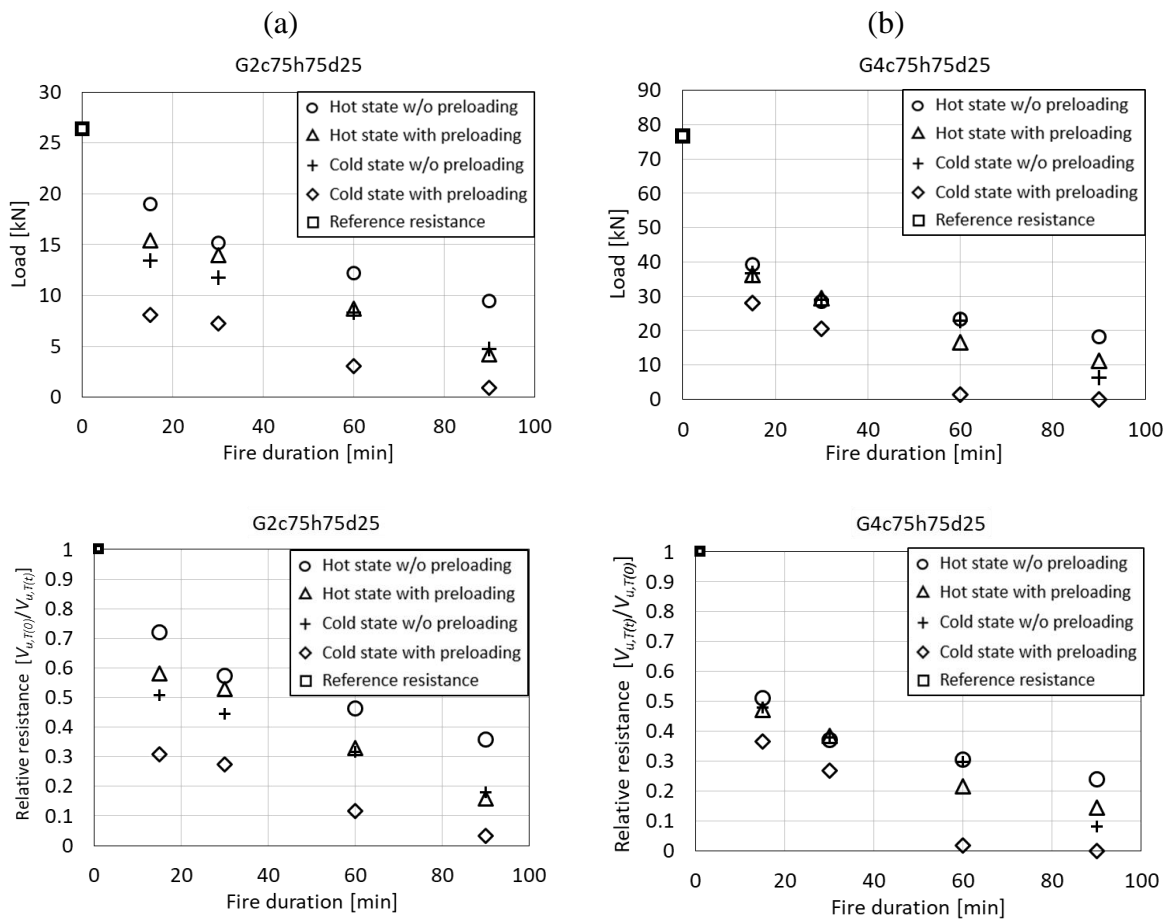 (a)
G2c75h75d25
Load [kN]
30
25
20
15
10
5
0
0 20 40 60 80 100
Fire duration [min]
Hot state w/o preloading
Hot state with preloading
Cold state w/o preloading
Cold state with preloading
Reference resistance
(b)
G4c75h75d25
Load [kN]
90
80
70
60
50
40
30
20
10
0
0 20 40 60 80 100
Fire duration [min]
Hot state w/o preloading
Hot state with preloading
Cold state w/o preloading
Cold state with preloading
Reference resistance
G2c75h75d25
Relative resistance [Vu,T(0)/Vu,T(t)]
1
0.9
0.8
0.7
0.6
0.5
0.4
0.3
0.2
0.1
0
0 20 40 60 80 100
Fire duration [min]
Hot state w/o preloading
Hot state with preloading
Cold state w/o preloading
Cold state with preloading
Reference resistance
G4c75h75d25
Relative resistance [Vu,T(t)/Vu,T(0)]
1
0.9
0.8
0.7
0.6
0.5
0.4
0.3
0.2
0.1
0
0 20 40 60 80 100
Fire duration [min]
Hot state w/o preloading
Hot state with preloading
Cold state w/o preloading
Cold state with preloading
Reference resistance